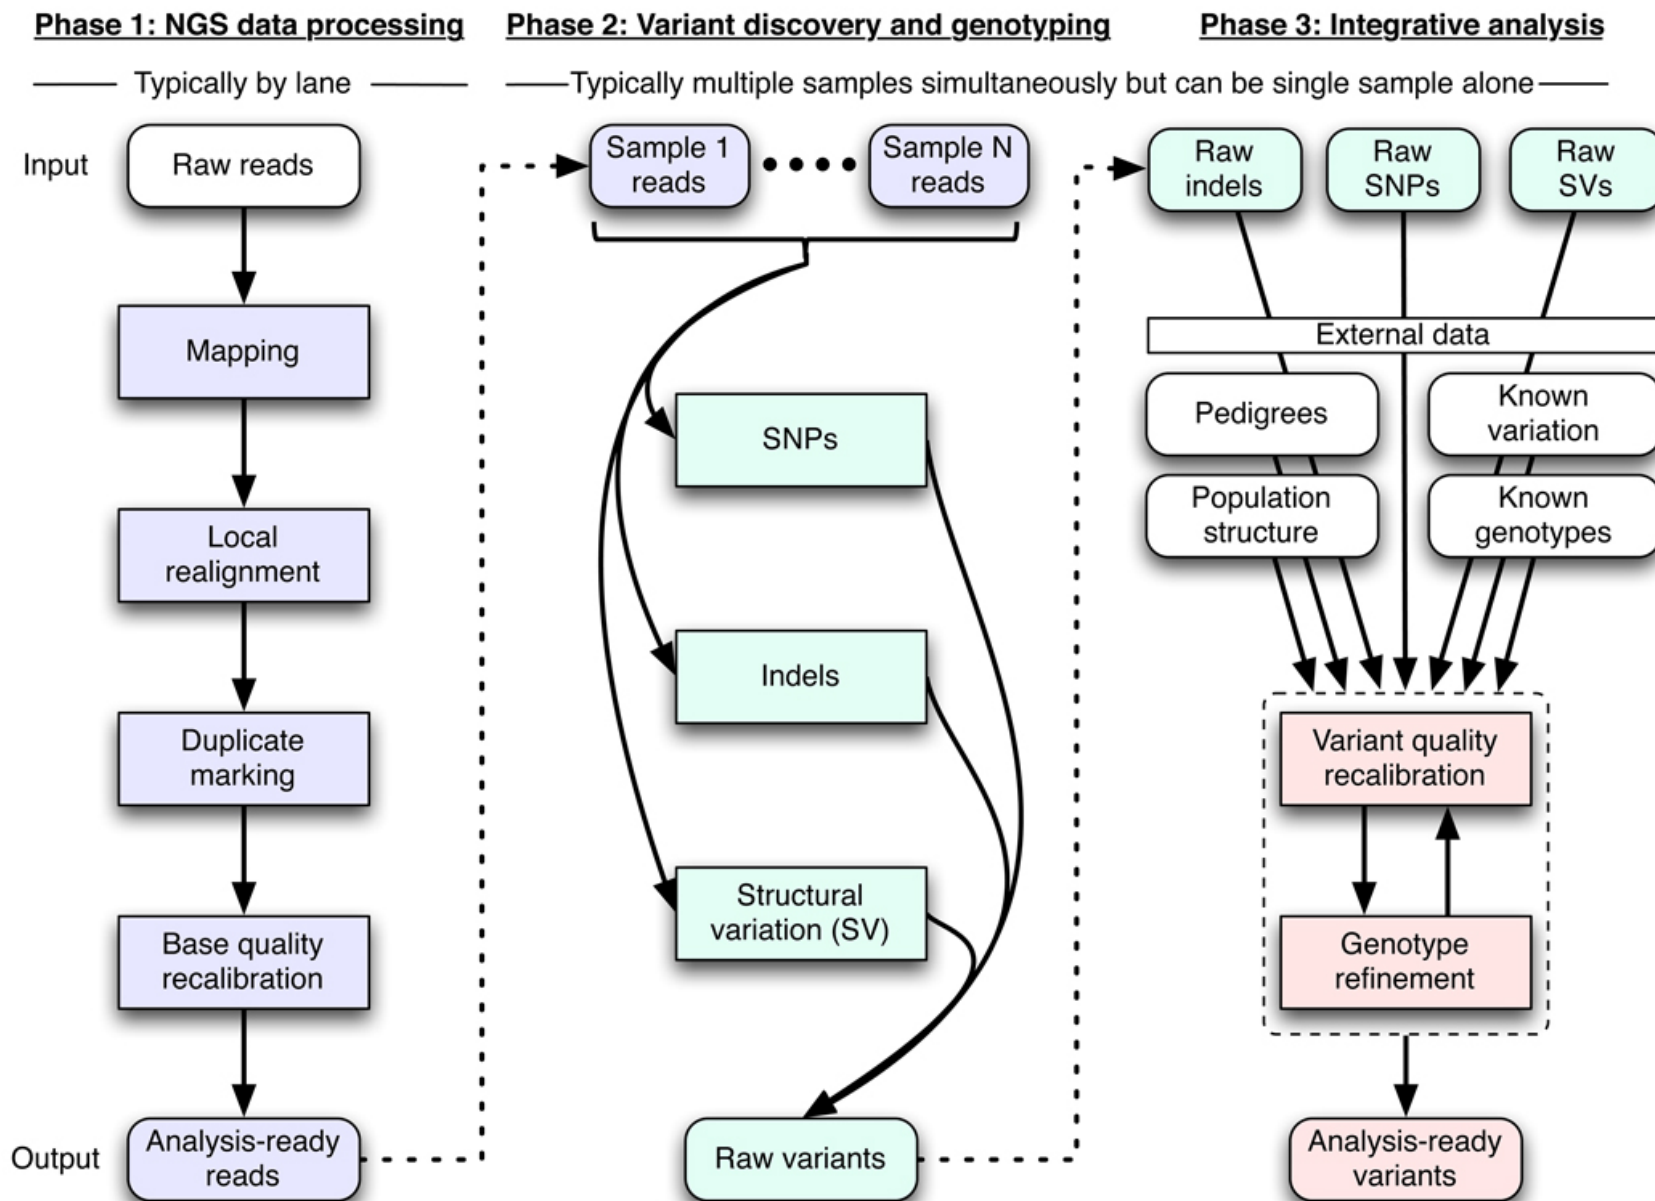 Phase 1: NGS data processing
Typically by lane
Input
Raw reads
Mapping
Local
realignment
Duplicate
marking
Base quality
recalibration
Output
Analysis-ready
reads
Phase 2: Variant discovery and genotyping
Typically multiple samples simultaneously but can be single sample alone
Sample 1
reads
Sample N
reads
SNPs
Indels
Structural
variation (SV)
Raw variants
Phase 3: Integrative analysis
Raw
indels
Raw
SNPs
Raw
SVs
External data
Pedigrees
Known
variation
Population
structure
Known
genotypes
Variant quality
recalibration
Genotype
refinement
Analysis-ready
variants